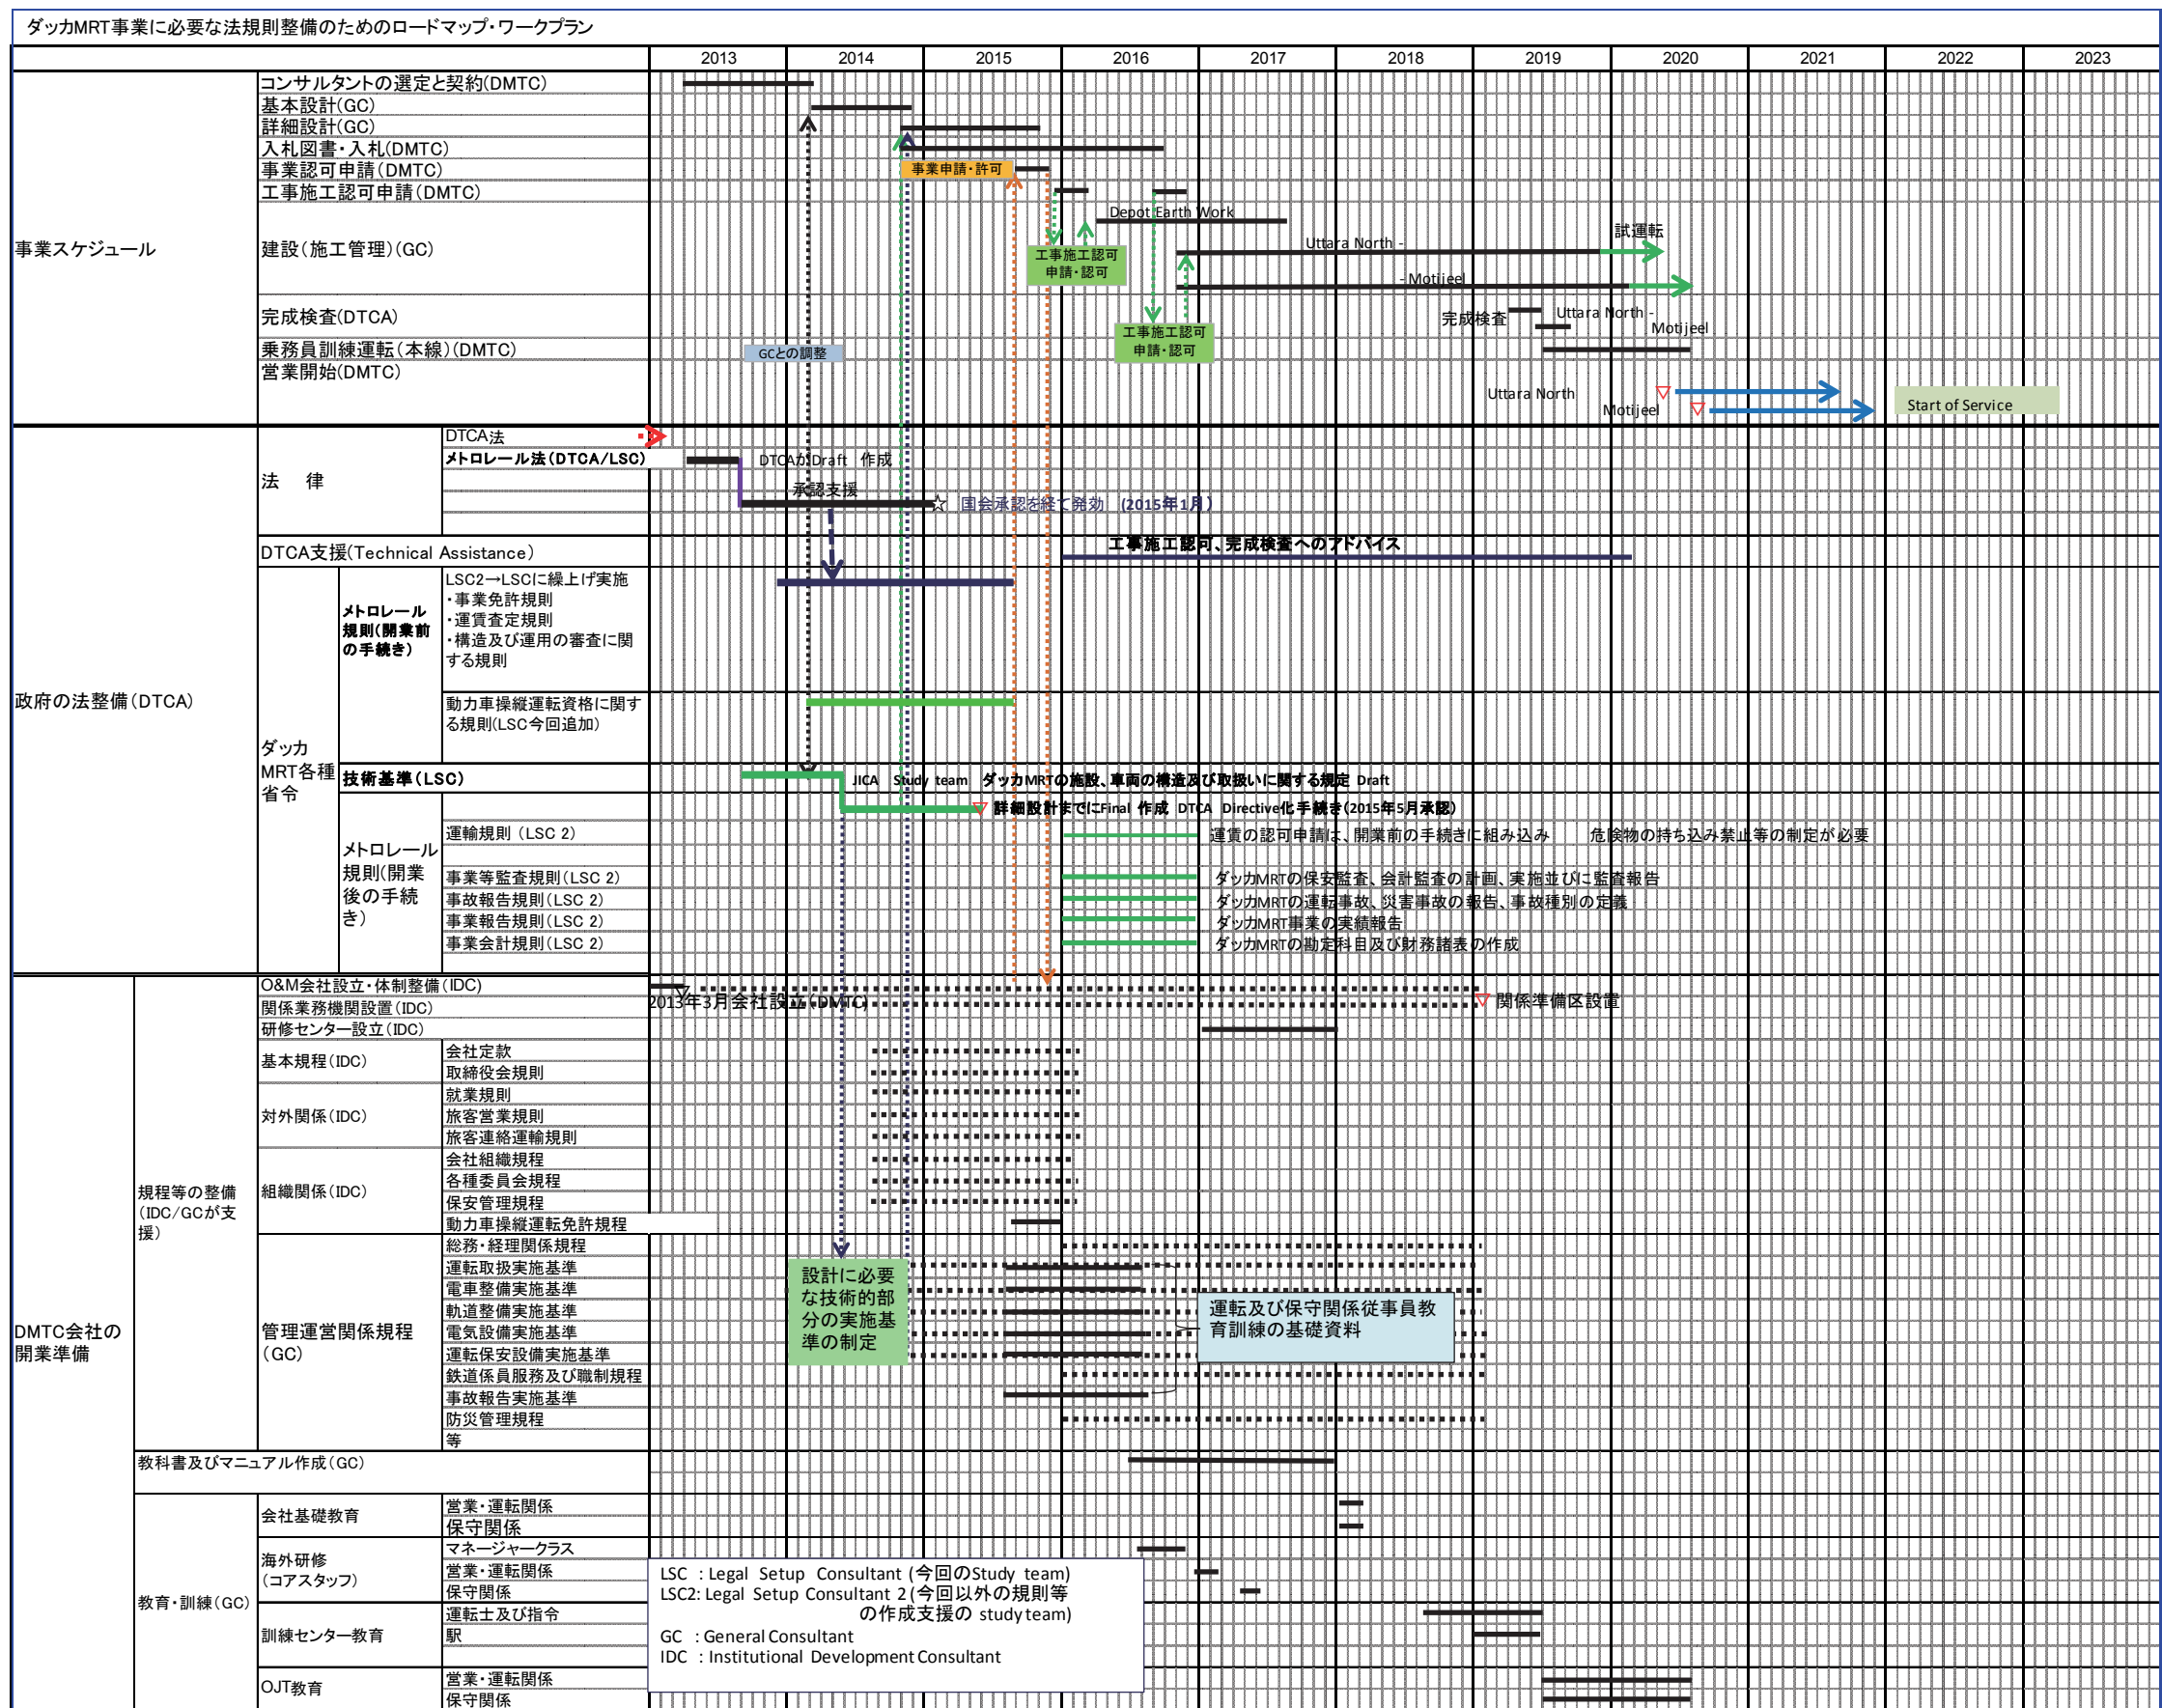 ダッカMRT事業に必要な法規則整備のためのロードマップ・ワークプラン
2013 2014 2015 2016 2017 2018 2019 2020 2021 2022 2023
事業スケジュール
コンサルタントの選定と契約(DMTC)
基本設計(GC)
詳細設計(GC)
入札図書・入札(DMTC)
事業認可申請(DMTC)
事業申請・許可
工事施工認可申請(DMTC)
建設(施工管理)(GC)
Depot Earth Work
工事施工認可
申請・認可
Uttara North -
試運転
- Motijeel
完成検査(DTCA)
工事施工認可
申請・認可
完成検査
Uttara North -
Motijeel
乗務員訓練運転(本線)(DMTC)
GCとの調整
営業開始(DMTC)
Uttara North
Motijeel
Start of Service
政府の法整備(DTCA)
法 律
DTCA法
メトロレール法(DTCA/LSC)
DTCAがDraft 作成
承認支援
国会承認を経て発効 (2015年1月)
DTCA支援(Technical Assistance)
工事施工認可、完成検査へのアドバイス
ダッカ
MRT各種
省令
メトロレール
規則(開業前
の手続き)
LSC2→LSCに繰上げ実施
・事業免許規則
・運賃査定規則
・構造及び運用の審査に関
する規則
動力車操縦運転資格に関す
る規則(LSC今回追加)
技術基準(LSC)
JICA Study team ダッカMRTの施設、車両の構造及び取扱いに関する規定 Draft
詳細設計までにFinal 作成 DTCA Directive化手続き(2015年5月承認)
メトロレール
規則(開業
後の手続
き)
運輸規則 (LSC 2)
運賃の認可申請は、開業前の手続きに組み込み 危険物の持ち込み禁止等の制定が必要
事業等監査規則(LSC 2)
ダッカMRTの保安監査、会計監査の計画、実施並びに監査報告
事故報告規則(LSC 2)
ダッカMRTの運転事故、災害事故の報告、事故種別の定義
事業報告規則(LSC 2)
ダッカMRT事業の実績報告
事業会計規則(LSC 2)
ダッカMRTの勘定科目及び財務諸表の作成
DMTC会社の
開業準備
規程等の整備
(IDC/GCが支
援)
O&M会社設立・体制整備(IDC)
2013年3月会社設立(DMTC)
関係業務機関設置(IDC)
関係準備区設置
研修センター設立(IDC)
基本規程(IDC)
会社定款
取締役会規則
対外関係(IDC)
就業規則
旅客営業規則
旅客連絡運輸規則
組織関係(IDC)
会社組織規程
各種委員会規程
保安管理規程
動力車操縦運転免許規程
管理運営関係規程
(GC)
総務・経理関係規程
運転取扱実施基準
電車整備実施基準
軌道整備実施基準
電気設備実施基準
運転保安設備実施基準
鉄道係員服務及び職制規程
事故報告実施基準
防災管理規程
等
設計に必要
な技術的部
分の実施基
準の制定
運転及び保守関係従事員教
育訓練の基礎資料
教科書及びマニュアル作成(GC)
教育・訓練(GC)
会社基礎教育
営業・運転関係
保守関係
海外研修
(コアスタッフ)
マネージャークラス
営業・運転関係
保守関係
訓練センター教育
運転士及び指令
駅
OJT教育
営業・運転関係
保守関係
LSC : Legal Setup Consultant (今回のStudy team)
LSC2: Legal Setup Consultant 2 (今回以外の規則等
の作成支援の study team)
GC : General Consultant
IDC : Institutional Development Consultant